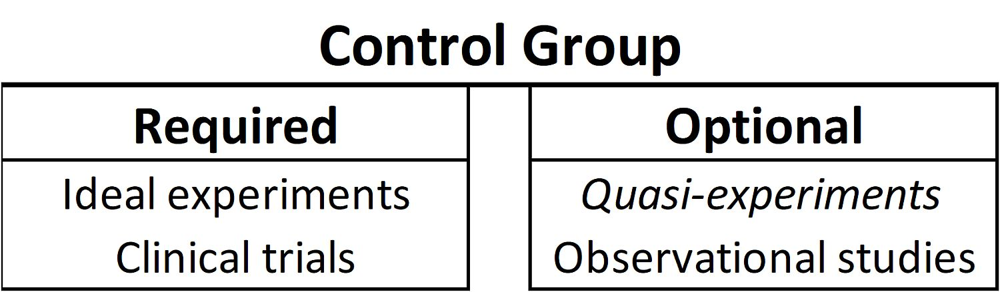 Control Group
Required
Ideal experiments
Clinical trials
Optional
Quasi-experiments
Observational studies